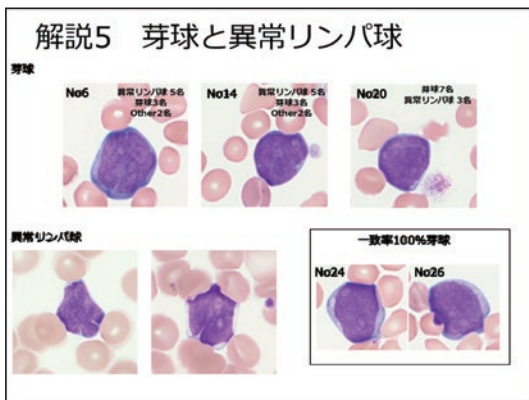 解説5 芽球と異常リンパ球
芽球
No6
異常リンパ球 5名
芽球3名
Other2名
No14
異常リンパ球 5名
芽球3名
Other2名
No20
芽球7名
異常リンパ球 3名
異常リンパ球
一致率100%芽球
No24
No26